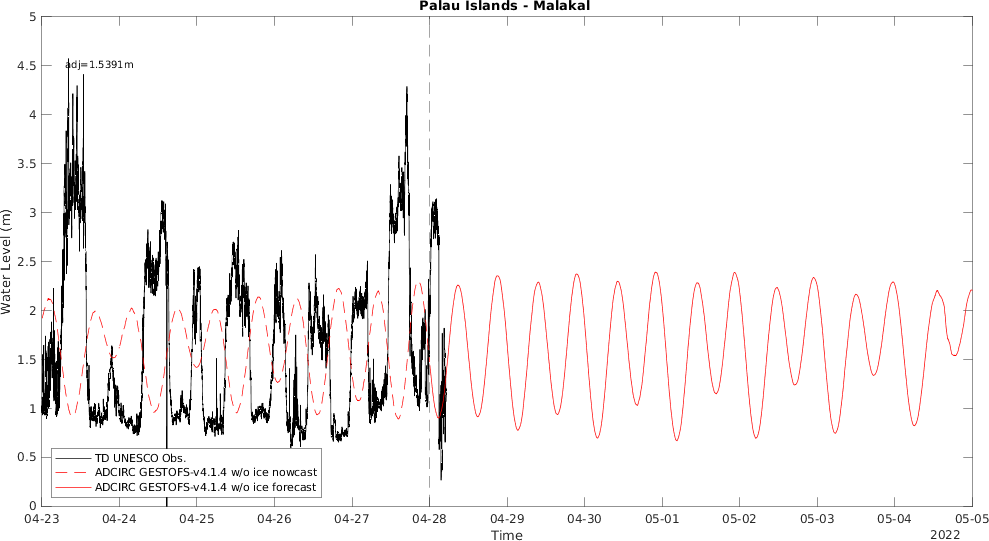 Palau Islands - Malakal
5
4.5
4
3.5
3
2.5
2
1.5
1
0.5
0
Water Level (m)
adj=1.5391m
TD UNESCO Obs.
ADCIRC GESTOFS-v4.1.4 w/o ice nowcast
ADCIRC GESTOFS-v4.1.4 w/o ice forecast
04-23 04-24 04-25 04-26 04-27 04-28 04-29 04-30 05-01 05-02 05-03 05-04 05-05
Time
2022